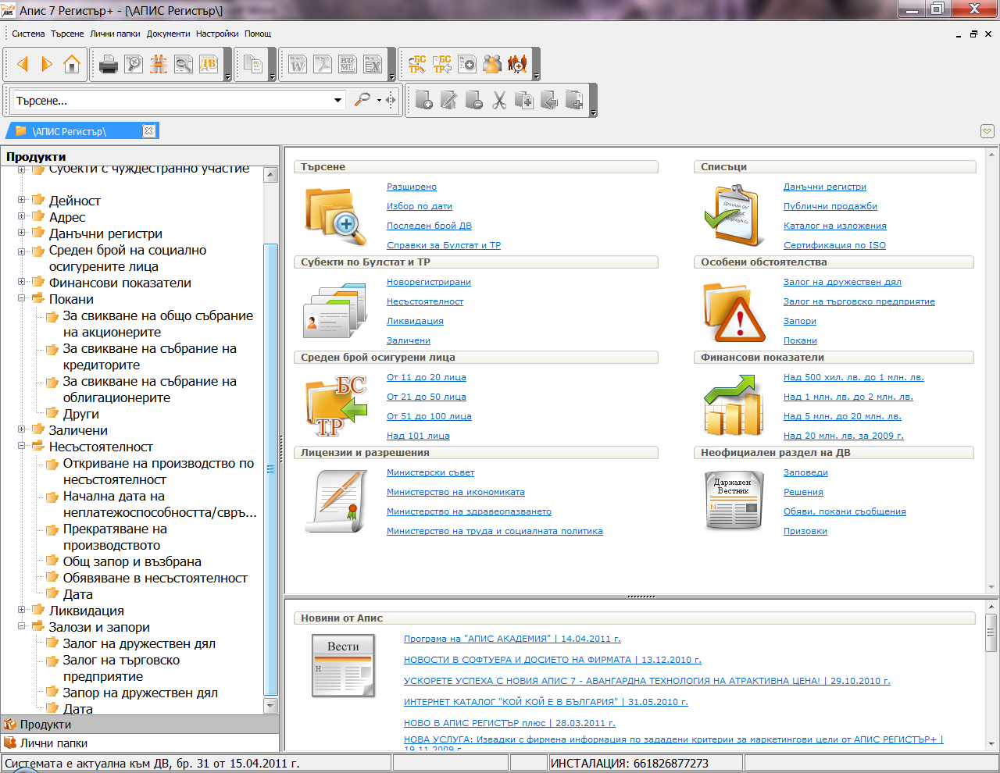 Апис 7 Регистър+ - [\АПИС Регистър\]
Система Търсене Лични папки Документи Настройки Помощ
Търсене...
\АПИС Регистър\
Продукти
Субекти с чуждестранно участие
Дейност
Адрес
Данъчни регистри
Среден брой на социално
осигурените лица
Финансови показатели
Покани
За свикване на общо събрание
на акционерите
За свикване на събрание на
кредиторите
За свикване на събрание на
облигационерите
Други
Заличени
Несъстоятелност
Откриване на производство по
несъстоятелност
Начална дата на
неплатежоспособността/свръ...
Прекратяване на
производството
Общ запор и възбрана
Обявяване в несъстоятелност
Дата
Ликвидация
Залози и запори
Залог на дружествен дял
Залог на търговско
предприятие
Запор на дружествен дял
Дата
Продукти
Лични папки
Търсене
Разширено
Избор по дати
Последен брой ДВ
Справки за Булстат и ТР
Списъци
Данъчни регистри
Публични продажби
Каталог на изложения
Сертификация по ISO
Субекти по Булстат и ТР
Новорегистрирани
Несъстоятелност
Ликвидация
Заличени
Особени обстоятелства
Залог на дружествен дял
Залог на търговско предприятие
Запори
Покани
Среден брой осигурени лица
БС
ТР
От 11 до 20 лица
От 21 до 50 лица
От 51 до 100 лица
Над 101 лица
Финансови показатели
Над 500 хил. лв. до 1 млн. лв.
Над 1 млн. лв. до 2 млн. лв.
Над 5 млн. до 20 млн. лв.
Над 20 млн. лв. за 2009 г.
Лицензии и разрешения
Министерски съвет
Министерство на икономиката
Министерство на здравеопазването
Министерство на труда и социалната политика
Неофициален раздел на ДВ
Държавен
Вестник
Заповеди
Решения
Обяви, покани съобщения
Призовки
Новини от Апис
Вести
Програма на "АПИС АКАДЕМИЯ" | 14.04.2011 г.
НОВОСТИ В СОФТУЕРА И ДОСИЕТО НА ФИРМАТА | 13.12.2010 г.
УСКОРЕТЕ УСПЕХА С НОВИЯ АПИС 7 - АВАНГАРДНА ТЕХНОЛОГИЯ НА АТРАКТИВНА ЦЕНА! | 29.10.2010 г.
ИНТЕРНЕТ КАТАЛОГ "КОЙ КОЙ Е В БЪЛГАРИЯ" | 31.05.2010 г.
НОВО В АПИС РЕГИСТЪР плюс | 28.03.2011 г.
НОВА УСЛУГА: Извадки с фирмена информация по зададени критерии за маркетингови цели от АПИС РЕГИСТЪР+ |
19.11.2009 г.
Системата е актуална към ДВ, бр. 31 от 15.04.2011 г.
ИНСТАЛАЦИЯ: 661826877273